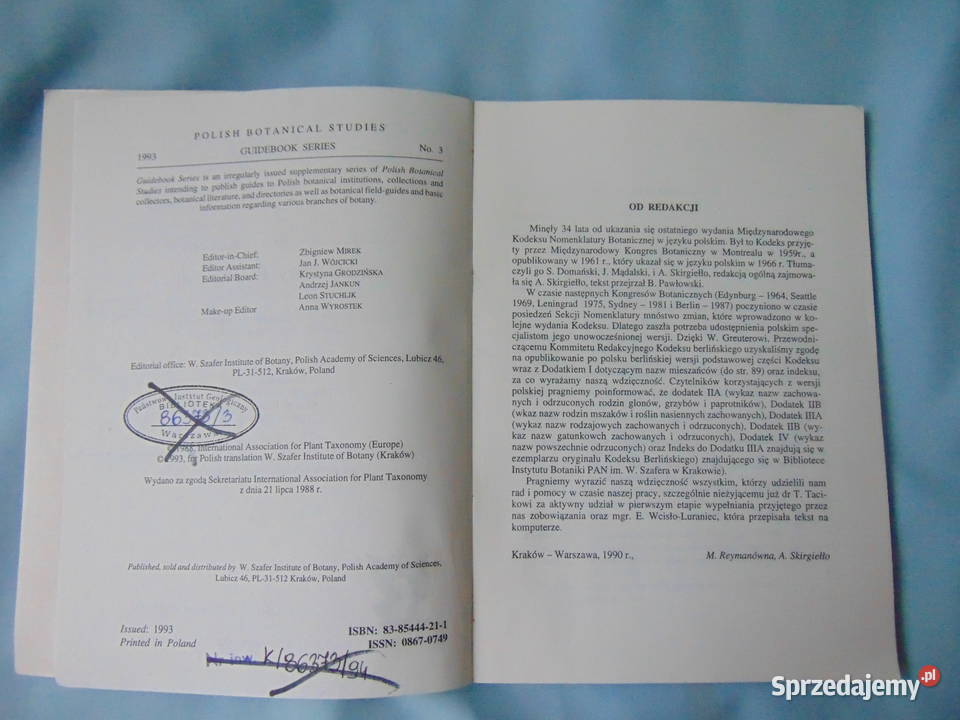 POLISH BOTANICAL STUDIES
1993 GUIDEBOOK SERIES No. 3
Guidebook Series is an irregularly issued supplementary series of Polish Botanical
Studies intending to publish guides to Polish botanical institutions, collections and
collectors, botanical literature, and directories as well as botanical field-guides and basic
information regarding various branches of botany.
Editor-in-Chief: Zbigniew MIREK
Editor Assistant: Jan J. WÓJCICKI
Editorial Board: Krystyna GRODZIŃSKA
Andrzej JANKUN
Leon STUCHLIK
Make-up Editor Anna WYROSTEK
Editorial office: W. Szafer Institute of Botany, Polish Academy of Sciences, Lubicz 46,
PL-31-512, Kraków, Poland
Państwowy Instytut Geologiczny
BIBLIOTEKA
86373/3
Warszawa
© 1988, International Association for Plant Taxonomy (Europe)
© 1993, for Polish translation W. Szafer Institute of Botany (Kraków)
Wydano za zgodą Sekretariatu International Association for Plant Taxonomy
z dnia 21 lipca 1988 r.
Published, sold and distributed by W. Szafer Institute of Botany, Polish Academy of Sciences,
Lubicz 46, PL-31-512 Kraków, Poland
Issued: 1993 ISBN: 83-85444-21-1
Printed in Poland ISSN: 0867-0749
Nr inw. K/86373/94
OD REDAKCJI
Minęły 34 lata od ukazania się ostatniego wydania Międzynarodowego
Kodeksu Nomenklatury Botanicznej w języku polskim. Był to Kodeks przyję-
ty przez Międzynarodowy Kongres Botaniczny w Montrealu w 1959r., a
opublikowany w 1961 r., który ukazał się w języku polskim w 1966 r. Tłuma-
czyli go S. Domański, J. Mądalski, i A. Skirgiełło, redakcją ogólną zajmowa-
ła się A. Skirgiełło, tekst przejrzał B. Pawłowski.
W czasie następnych Kongresów Botanicznych (Edynburg – 1964, Seattle
1969, Leningrad 1975, Sydney – 1981 i Berlin – 1987) poczyniono w czasie
posiedzeń Sekcji Nomenklatury mnóstwo zmian, które wprowadzono w ko-
lejne wydania Kodeksu. Dlatego zaszła potrzeba udostępnienia polskim spe-
cjalistom jego unowocześnionej wersji. Dzięki W. Greuterowi. Przewodni-
czącemu Kommitetu Redakcyjnego Kodeksu berlińskiego uzyskaliśmy zgodę
na opublikowanie po polsku berlińskiej wersji podstawowej części Kodeksu
wraz z Dodatkiem I dotyczącym nazw mieszańców (do str. 89) oraz indeksu,
za co wyrażamy naszą wdzięczność. Czytelników korzystających z wersji
polskiej pragniemy poinformować, że dodatek IIA (wykaz nazw zachowa-
nych i odrzuconych rodzin glonów, grzybów i paprotników), Dodatek IIB
(wkaz nazw rodzin mszaków i roślin nasiennych zachowanych), Dodatek IIIA
(wykaz nazw rodzajowych zachowanych i odrzuconych), Dodatek IIB (wy-
kaz nazw gatunkowch zachowanych i odrzuconych), Dodatek IV (wykaz
nazw powszechnie odrzuconych) oraz Indeks do Dodatku IIIA znajdują się w
exemplarzu oryginału Kodeksu Berlińskiego) znajdującego się w Bibliotece
Instytutu Botaniki PAN im. W. Szafera w Krakowie).
Pragniemy wyrazić naszą wdzięczność wszystkim, którzy udzielili nam
rad i pomocy w czasie naszej pracy, szczególnie nieżyjącemu już dr T. Taci-
kowi za aktywny udział w pierwszym etapie wypełniania przyjętego przez
nas zobowiązania oraz mgr. E. Wcisło-Luraniec, która przepisała tekst na
komputerze.
Kraków – Warszawa, 1990 r., M. Reymanówna, A. Skirgiełło
Sprzedajemy.pl